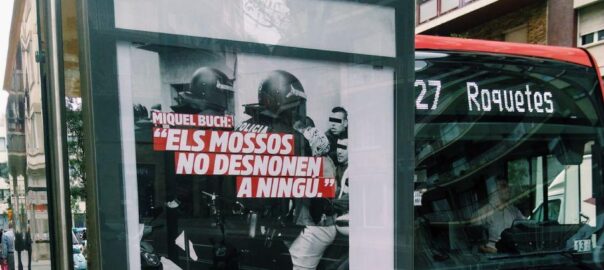 MIQUEL BUCH:
POLICIA
"ELS MOSSOS
NO DESNONEN
A NINGÚ."
27 Roquetes